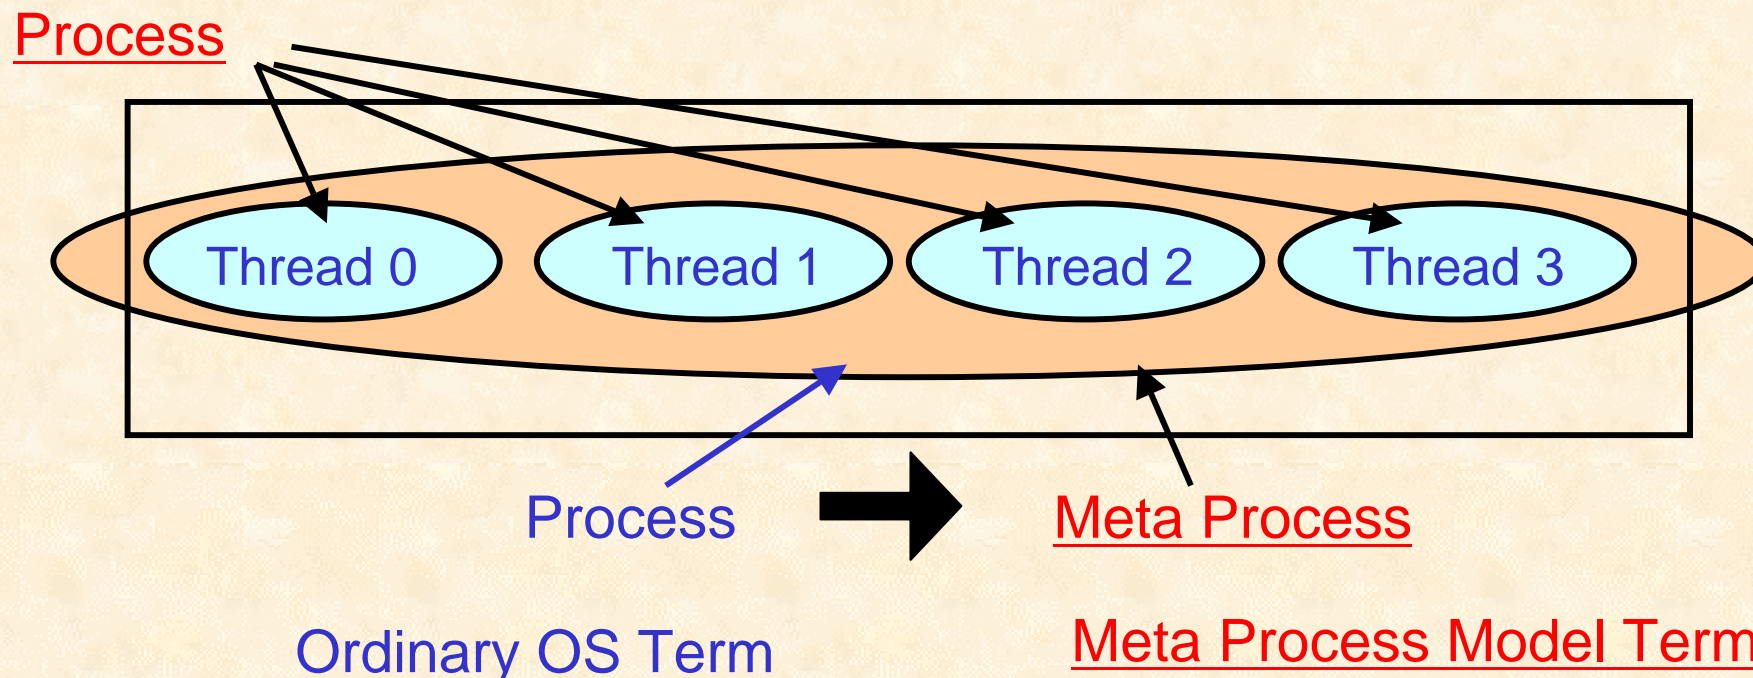 Process
Thread 0 Thread 1 Thread 2 Thread 3
Process Meta Process
Ordinary OS Term Meta Process Model Term